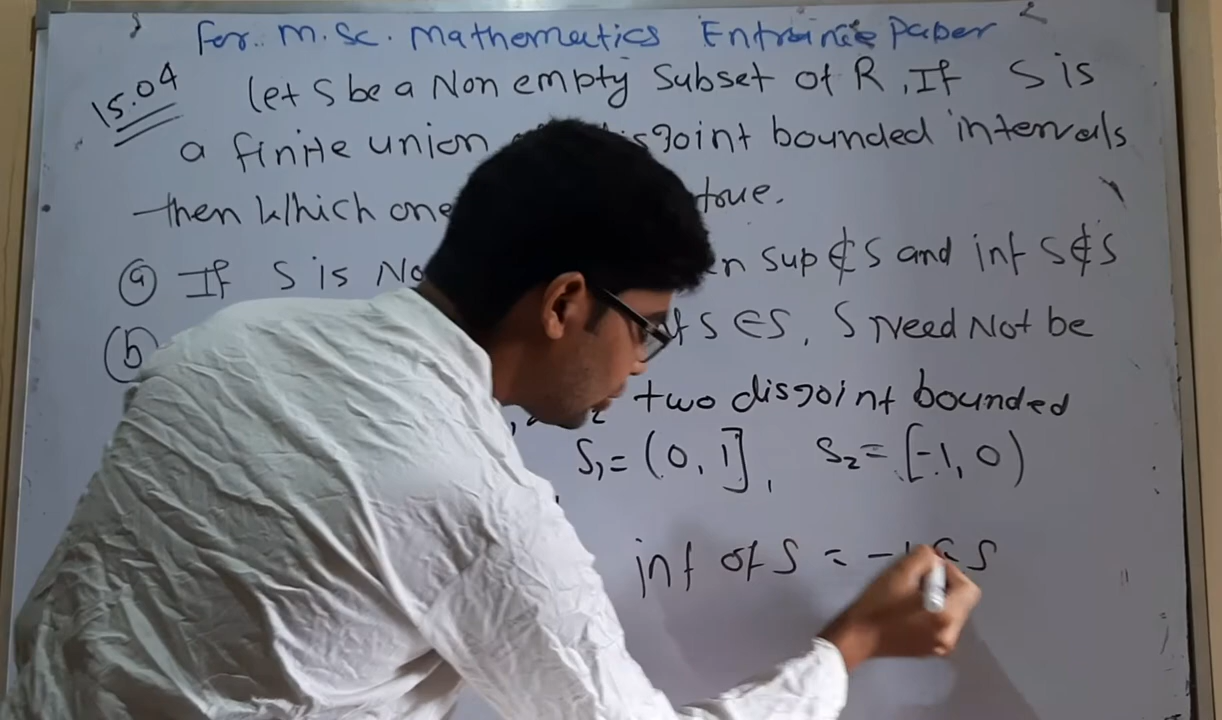 For.. M.Sc. Mathematics Entrance Paper
15.04 Let S be a Non empty Subset of R, If S is
a finite union disjoint bounded intervals
then Which one true.
(a) If S is No n sup ∉ S and inf S ∉ S
(b) S ∈ S, S Need Not be
two disjoint bounded
S₁ = (0, 1], S₂ = [-1, 0)
inf of S = -1 ∈ S